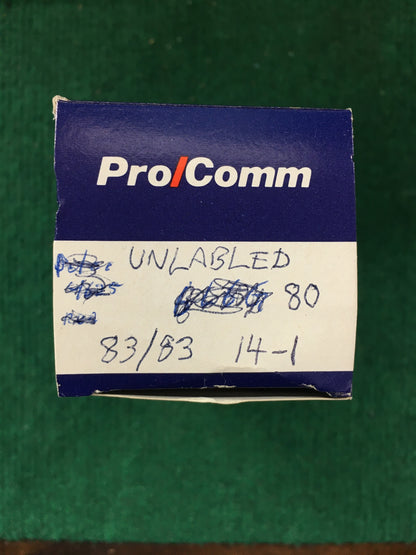 Pro/Comm
UNLABLED
80
83/83 14-1